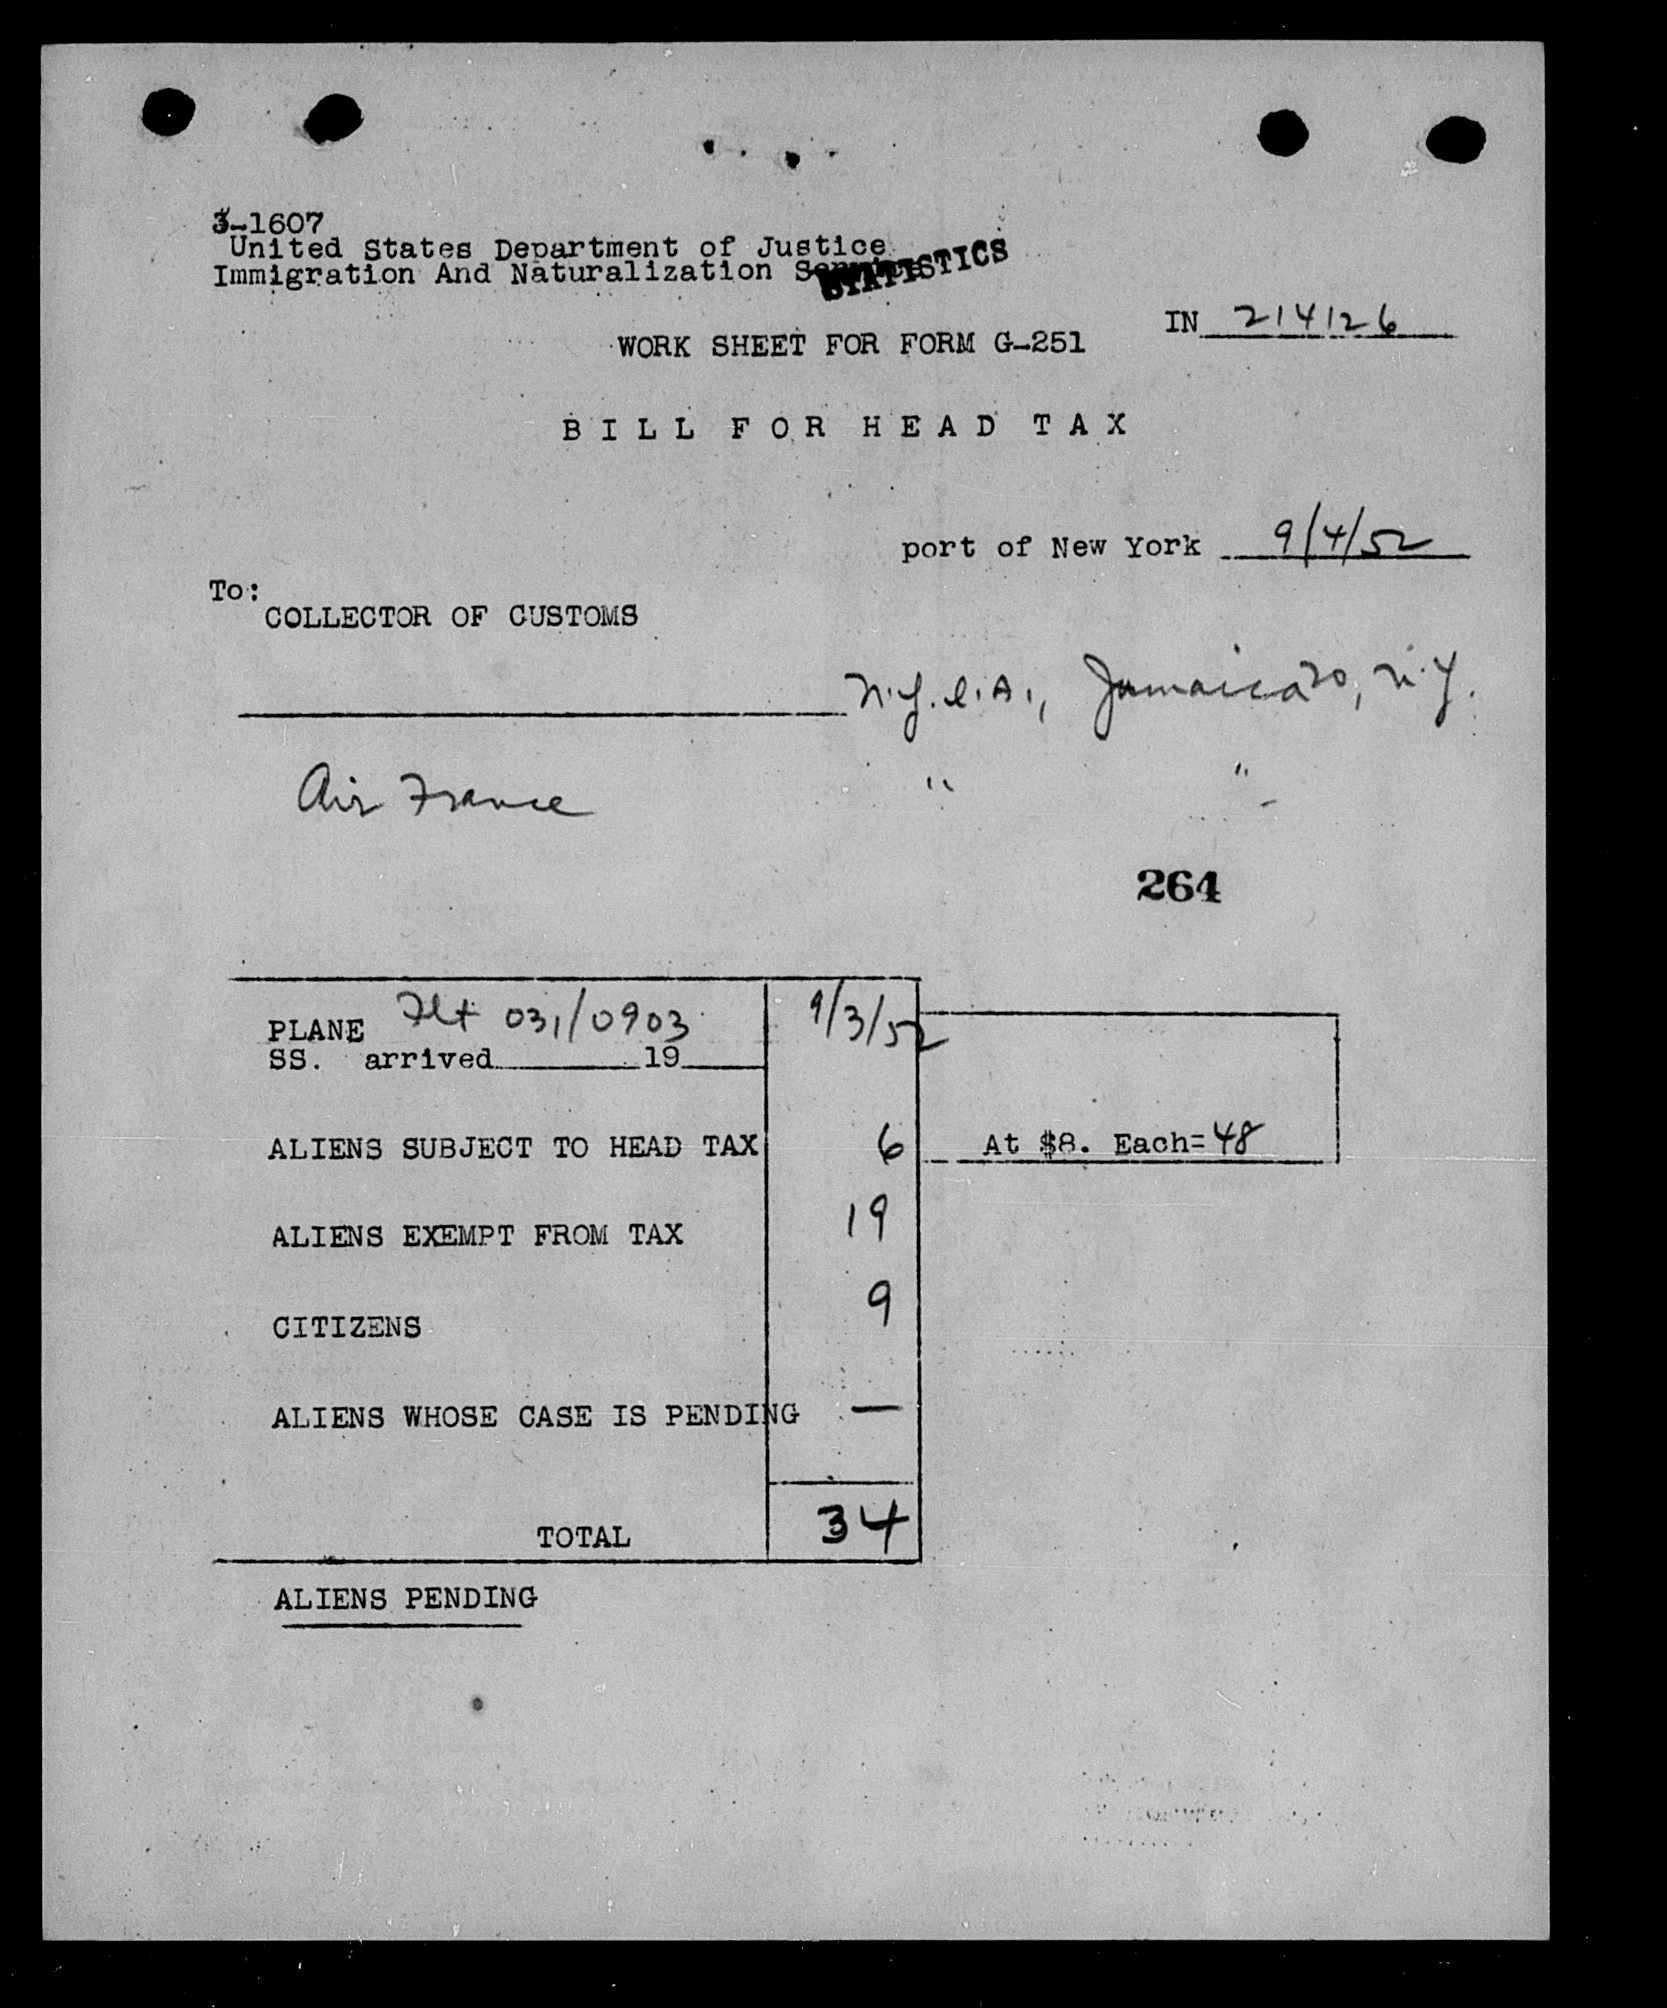 3-1607
United States Department of Justice
Immigration And Naturalization Service
STATISTICS
IN 214126
WORK SHEET FOR FORM G-251
BILL FOR HEAD TAX
port of New York 9/4/52
To:
COLLECTOR OF CUSTOMS
N.Y.I.A., Jamaica 20, N.Y.
Air France " "
264
PLANE Flt 031/0903 9/3/52
SS. arrived 19
ALIENS SUBJECT TO HEAD TAX 6 At $8. Each= 48
ALIENS EXEMPT FROM TAX 19
CITIZENS 9
ALIENS WHOSE CASE IS PENDING —
TOTAL 34
ALIENS PENDING